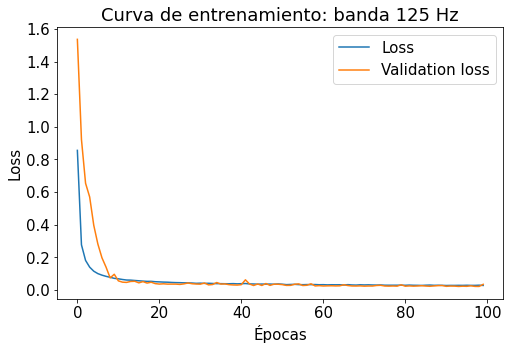 Curva de entrenamiento: banda 125 Hz
Loss
Validation loss
Loss
1.6
1.4
1.2
1.0
0.8
0.6
0.4
0.2
0.0
0 20 40 60 80 100
Épocas